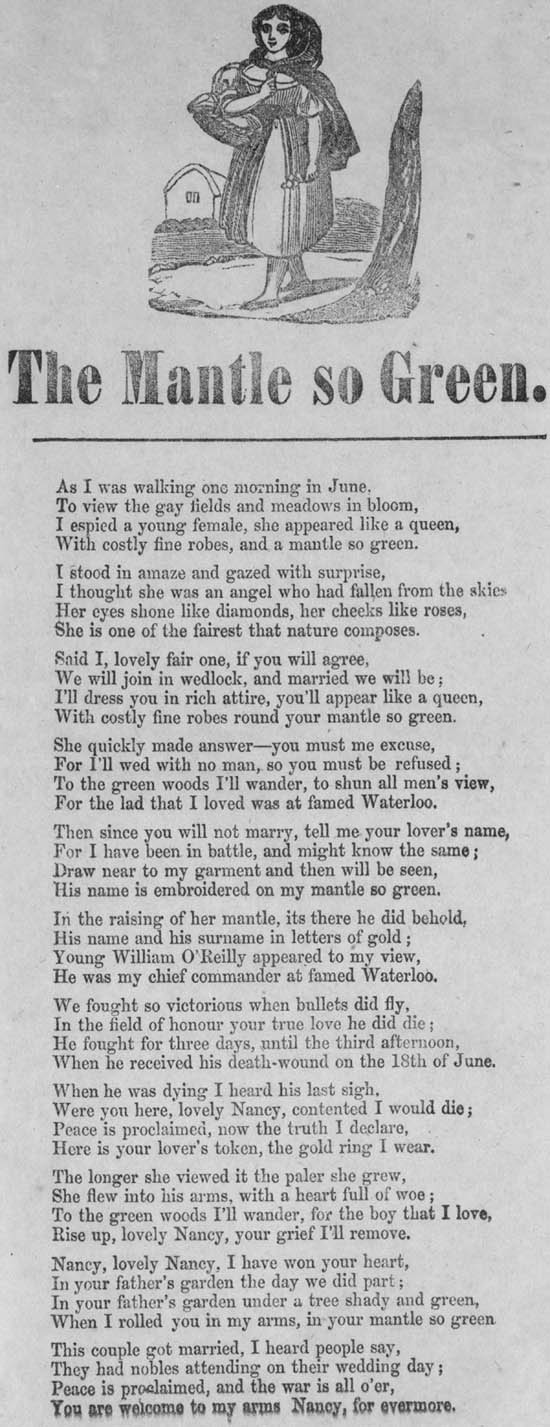 The Mantle so Green.
As I was walking one morning in June,
To view the gay fields and meadows in bloom,
I espied a young female, she appeared like a queen,
With costly fine robes, and a mantle so green.
I stood in amaze and gazed with surprise,
I thought she was an angel who had fallen from the skies
Her eyes shone like diamonds, her cheeks like roses,
She is one of the fairest that nature composes.
Said I, lovely fair one, if you will agree,
We will join in wedlock, and married we will be;
I'll dress you in rich attire, you'll appear like a queen,
With costly fine robes round your mantle so green.
She quickly made answer—you must me excuse,
For I'll wed with no man, so you must be refused;
To the green woods I'll wander, to shun all men's view,
For the lad that I loved was at famed Waterloo.
Then since you will not marry, tell me your lover's name,
For I have been in battle, and might know the same;
Draw near to my garment and then will be seen,
His name is embroidered on my mantle so green.
In the raising of her mantle, its there he did behold,
His name and his surname in letters of gold;
Young William O'Reilly appeared to my view,
He was my chief commander at famed Waterloo.
We fought so victorious when bullets did fly,
In the field of honour your true love he did die;
He fought for three days, until the third afternoon,
When he received his death-wound on the 18th of June.
When he was dying I heard his last sigh,
Were you here, lovely Nancy, contented I would die;
Peace is proclaimed, now the truth I declare,
Here is your lover's token, the gold ring I wear.
The longer she viewed it the paler she grew,
She flew into his arms, with a heart full of woe;
To the green woods I'll wander, for the boy that I love,
Rise up, lovely Nancy, your grief I'll remove.
Nancy, lovely Nancy, I have won your heart,
In your father's garden the day we did part;
In your father's garden under a tree shady and green,
When I rolled you in my arms, in your mantle so green
This couple got married, I heard people say,
They had nobles attending on their wedding day;
Peace is proclaimed, and the war is all o'er,
You are welcome to my arms Nancy, for evermore.